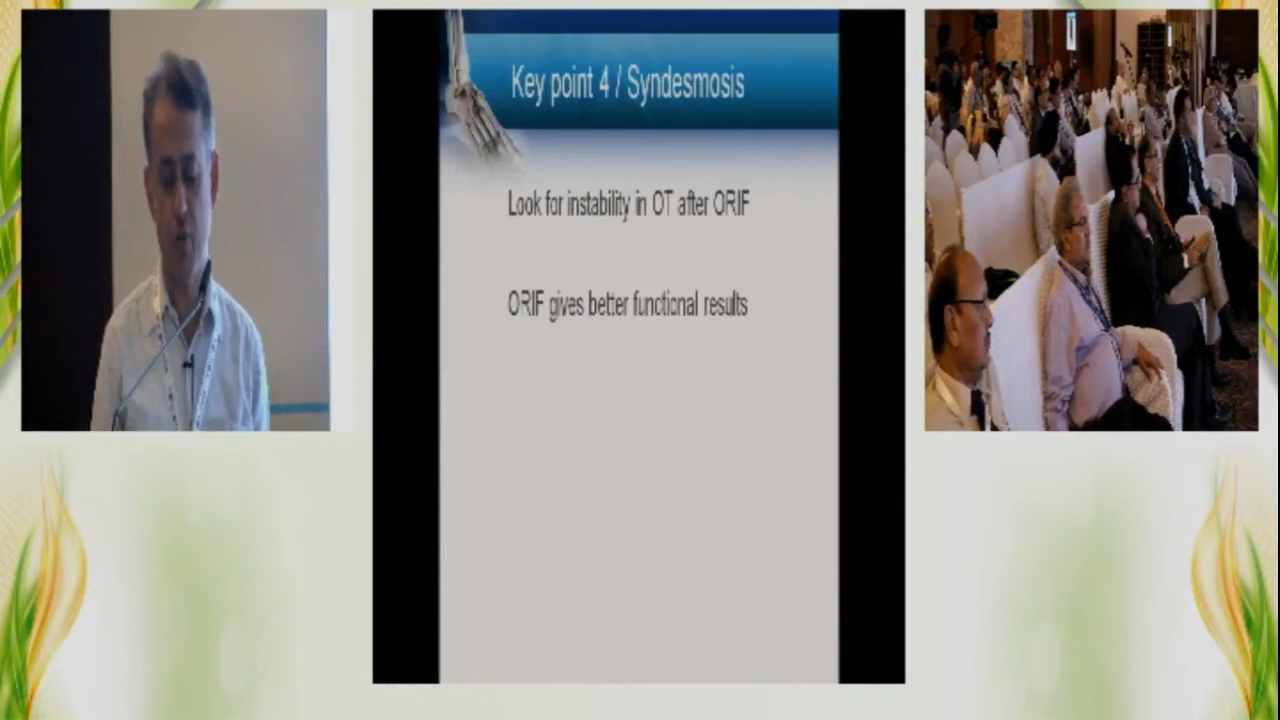 Key point 4 / Syndesmosis
Look for instability in OT after ORIF
ORIF gives better functional results